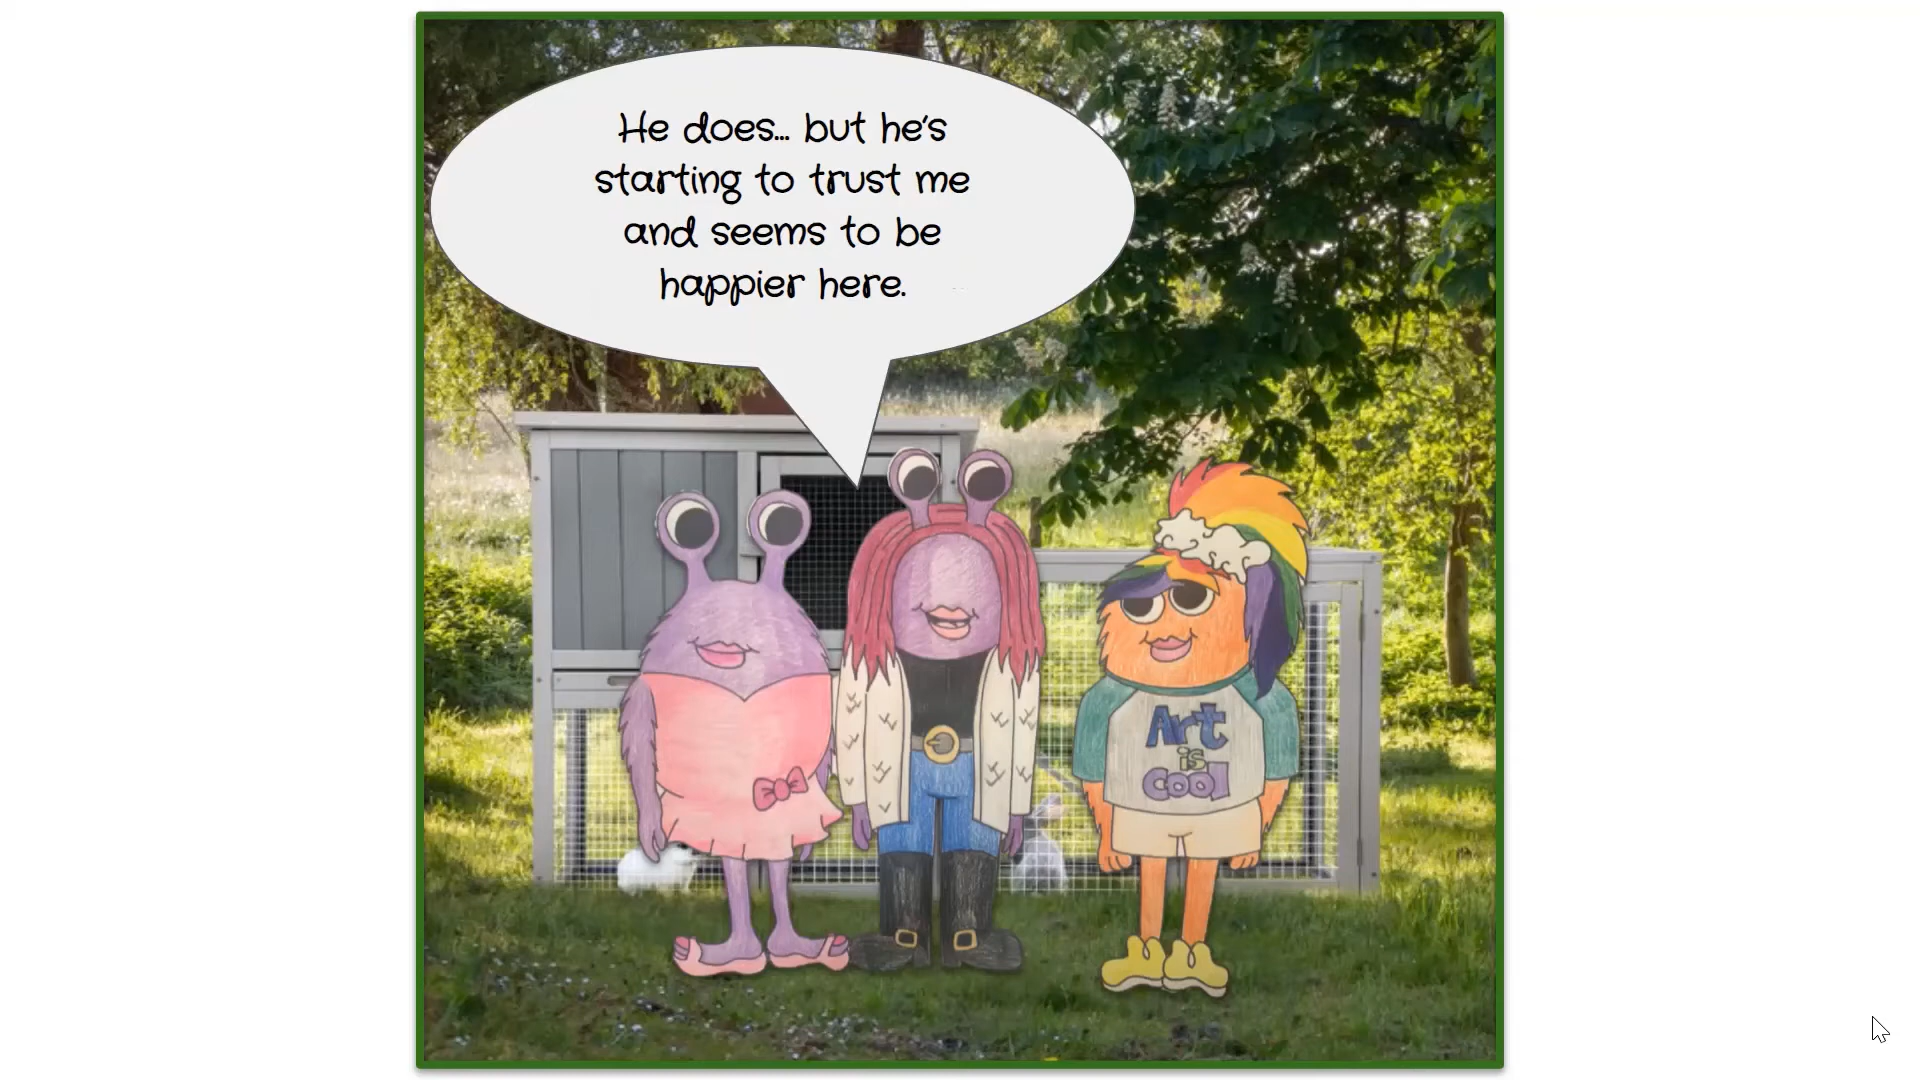 He does... but he's
starting to trust me
and seems to be
happier here.
Art
is
Cool